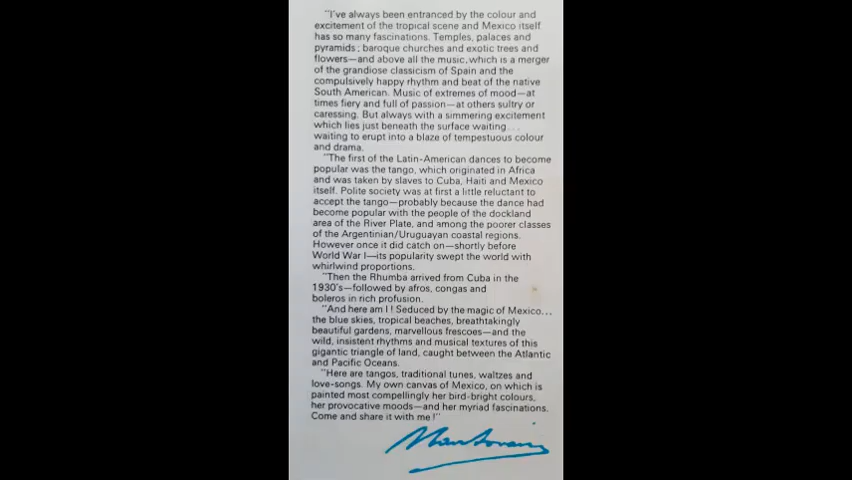 "I've always been entranced by the colour and
excitement of the tropical scene and Mexico itself
has so many fascinations. Temples, palaces and
pyramids; baroque churches and exotic trees and
flowers—and above all the music, which is a merger
of the grandiose classicism of Spain and the
compulsively happy rhythm and beat of the native
South American. Music of extremes of mood—at
times fiery and full of passion—at others sultry or
caressing. But always with a simmering excitement
which lies just beneath the surface waiting...
waiting to erupt into a blaze of tempestuous colour
and drama.
"The first of the Latin-American dances to become
popular was the tango, which originated in Africa
and was taken by slaves to Cuba, Haiti and Mexico
itself. Polite society was at first a little reluctant to
accept the tango—probably because the dance had
become popular with the people of the dockland
area of the River Plate, and among the poorer classes
of the Argentinian/Uruguayan coastal regions.
However once it did catch on—shortly before
World War I—its popularity swept the world with
whirlwind proportions.
"Then the Rhumba arrived from Cuba in the
1930's—followed by afros, congas and
boleros in rich profusion.
"And here am I! Seduced by the magic of Mexico...
the blue skies, tropical beaches, breathtakingly
beautiful gardens, marvellous frescoes—and the
wild, insistent rhythms and musical textures of this
gigantic triangle of land, caught between the Atlantic
and Pacific Oceans.
"Here are tangos, traditional tunes, waltzes and
love-songs. My own canvas of Mexico, on which is
painted most compellingly her bird-bright colours,
her provocative moods—and her myriad fascinations.
Come and share it with me!"
Mantovani